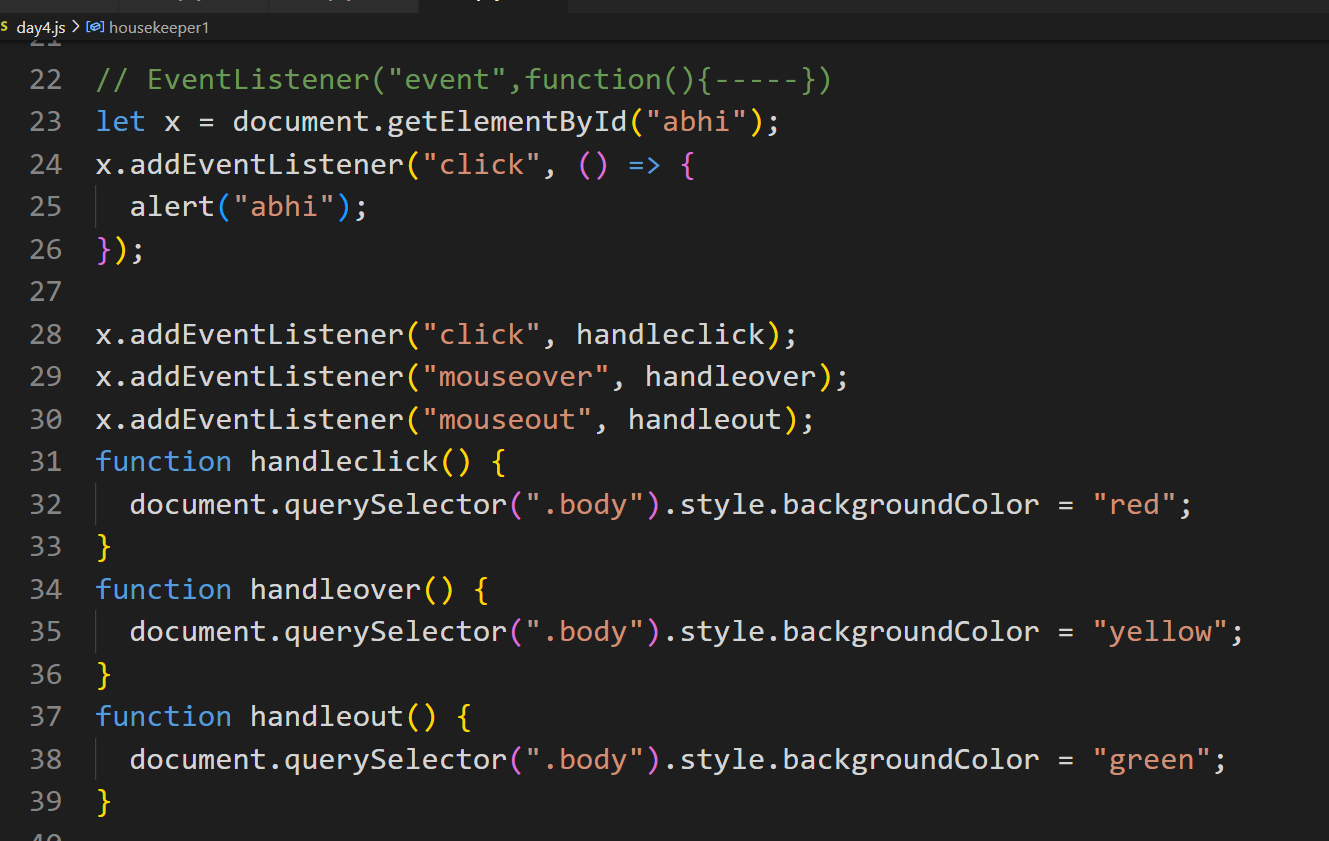 day4.js > housekeeper1
21
22 // EventListener("event",function(){-----})
23 let x = document.getElementById("abhi");
24 x.addEventListener("click", () => {
25   alert("abhi");
26 });
27
28 x.addEventListener("click", handleclick);
29 x.addEventListener("mouseover", handleover);
30 x.addEventListener("mouseout", handleout);
31 function handleclick() {
32   document.querySelector(".body").style.backgroundColor = "red";
33 }
34 function handleover() {
35   document.querySelector(".body").style.backgroundColor = "yellow";
36 }
37 function handleout() {
38   document.querySelector(".body").style.backgroundColor = "green";
39 }
40